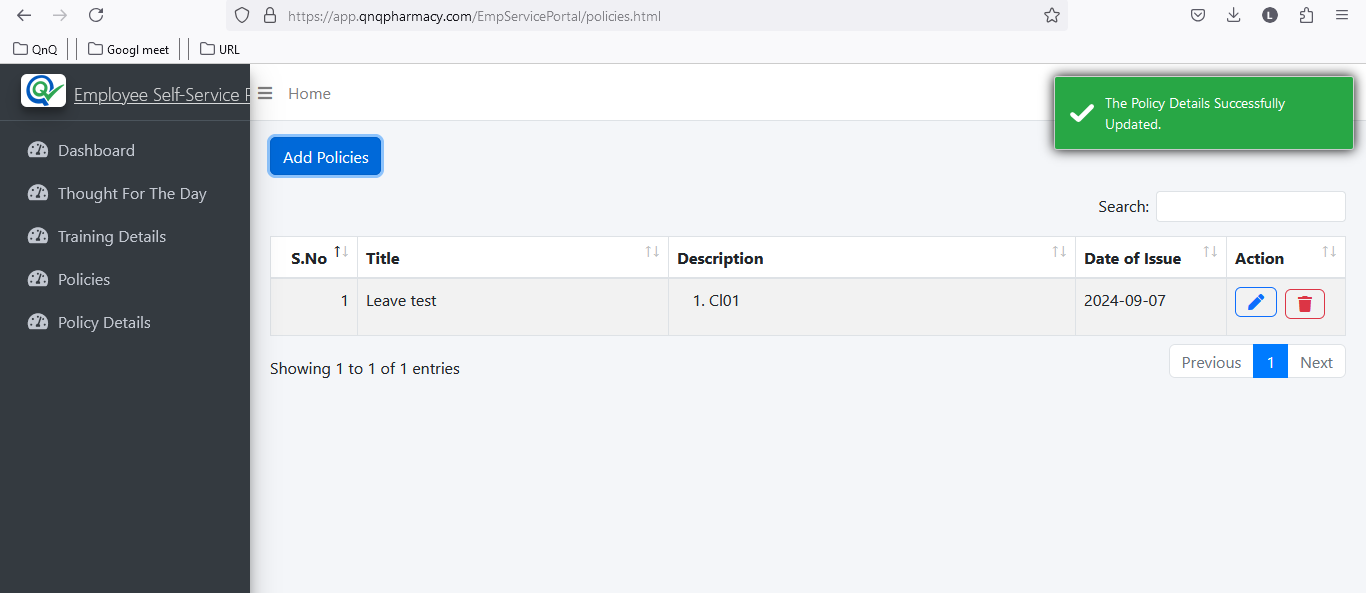 https://app.qnqpharmacy.com/EmpServicePortal/policies.html
L
QnQ
Googl meet
URL
Employee Self-Service
Home
The Policy Details Successfully
Updated.
Dashboard
Thought For The Day
Training Details
Policies
Policy Details
Add Policies
Search:
S.No Title Description Date of Issue Action
1 Leave test 1. Cl01 2024-09-07
Showing 1 to 1 of 1 entries
Previous 1 Next